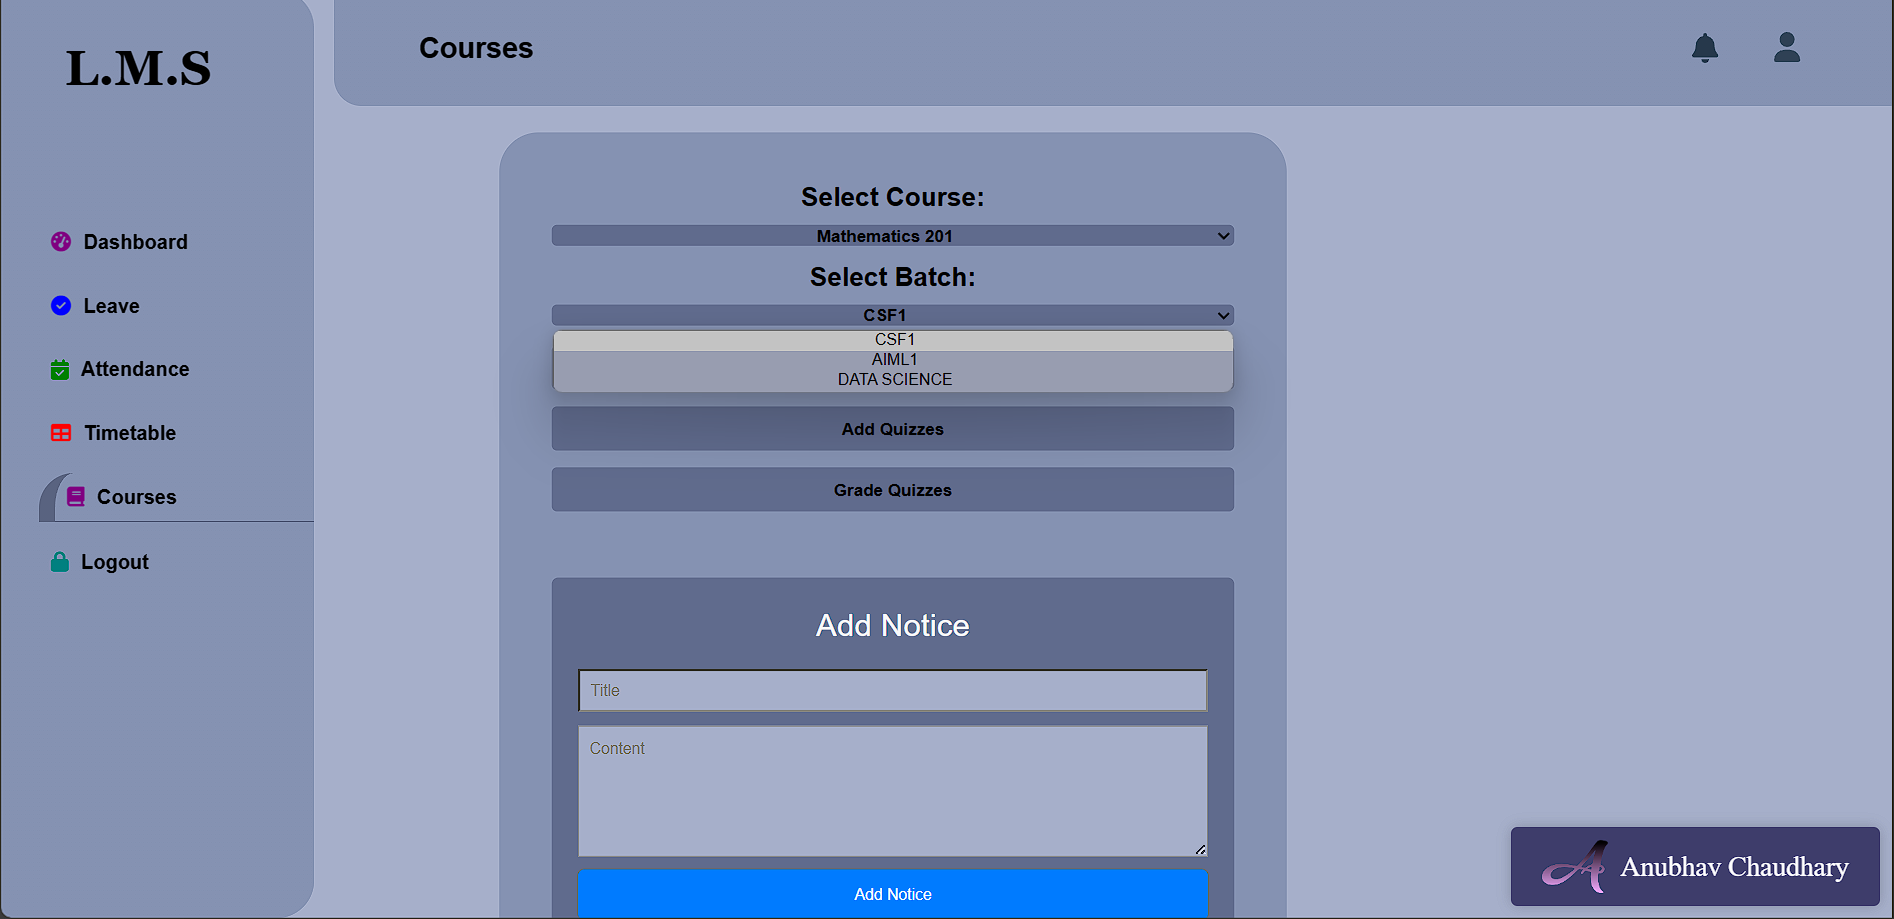 L.M.S
Courses
Dashboard
Leave
Attendance
Timetable
Courses
Logout
Select Course:
Mathematics 201
Select Batch:
CSF1
CSF1
AIML1
DATA SCIENCE
Add Quizzes
Grade Quizzes
Add Notice
Title
Content
Add Notice
Anubhav Chaudhary